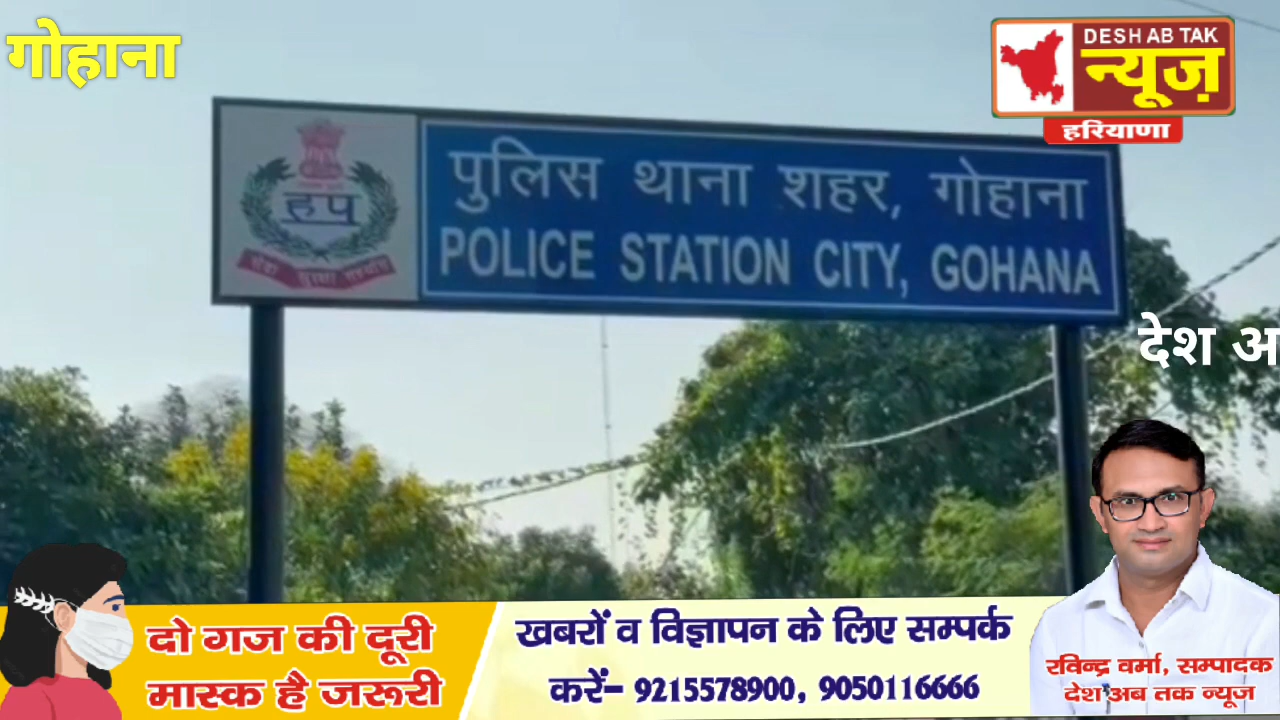 गोहाना
DESH AB TAK
न्यूज़
हरियाणा
ह प
पुलिस थाना शहर, गोहाना
POLICE STATION CITY, GOHANA
देश अ
दो गज की दूरी
मास्क है जरूरी
खबरों व विज्ञापन के लिए सम्पर्क
करें- 9215578900, 9050116666
रविन्द्र वर्मा, सम्पादक
देश अब तक न्यूज